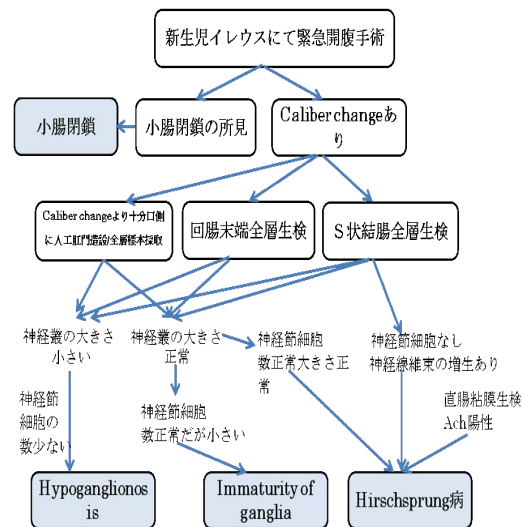 新生児イレウスにて緊急開腹手術
小腸閉鎖
小腸閉鎖の所見
Caliber changeあ
り
Caliber changeより十分口側
に人工肛門造設/全層標本採取
回腸末端全層生検
S状結腸全層生検
神経叢の大きさ
小さい
神経叢の大きさ
正常
神経節細胞
数正常大きさ正
常
神経節細胞なし
神経線維束の増生あり
神経節
細胞の
数少ない
神経節細胞
数正常だが小さい
直腸粘膜生検
Ach陽性
Hypoganglionos
is
Immaturity of
ganglia
Hirschsprung病